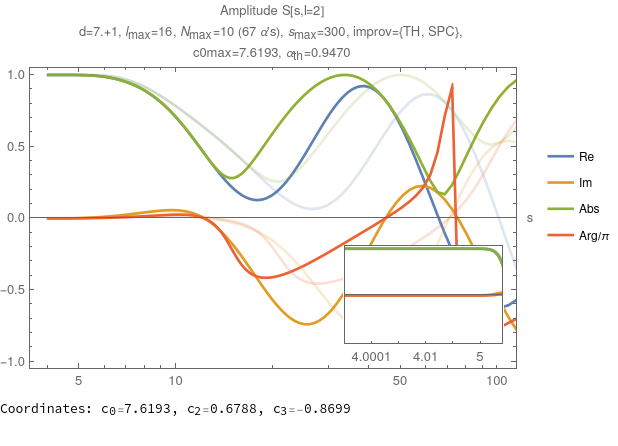 Amplitude S[s,l=2]
d=7.+1, lmax=16, Nmax=10 (67 α's), smax=300, improv={TH, SPC},
c0max=7.6193, αth=0.9470
1.0
0.5
0.0
−0.5
−1.0
5
10
50
100
s
4.0001
4.01
5
Re
Im
Abs
Arg/π
Coordinates: c0=7.6193, c2=0.6788, c3=-0.8699